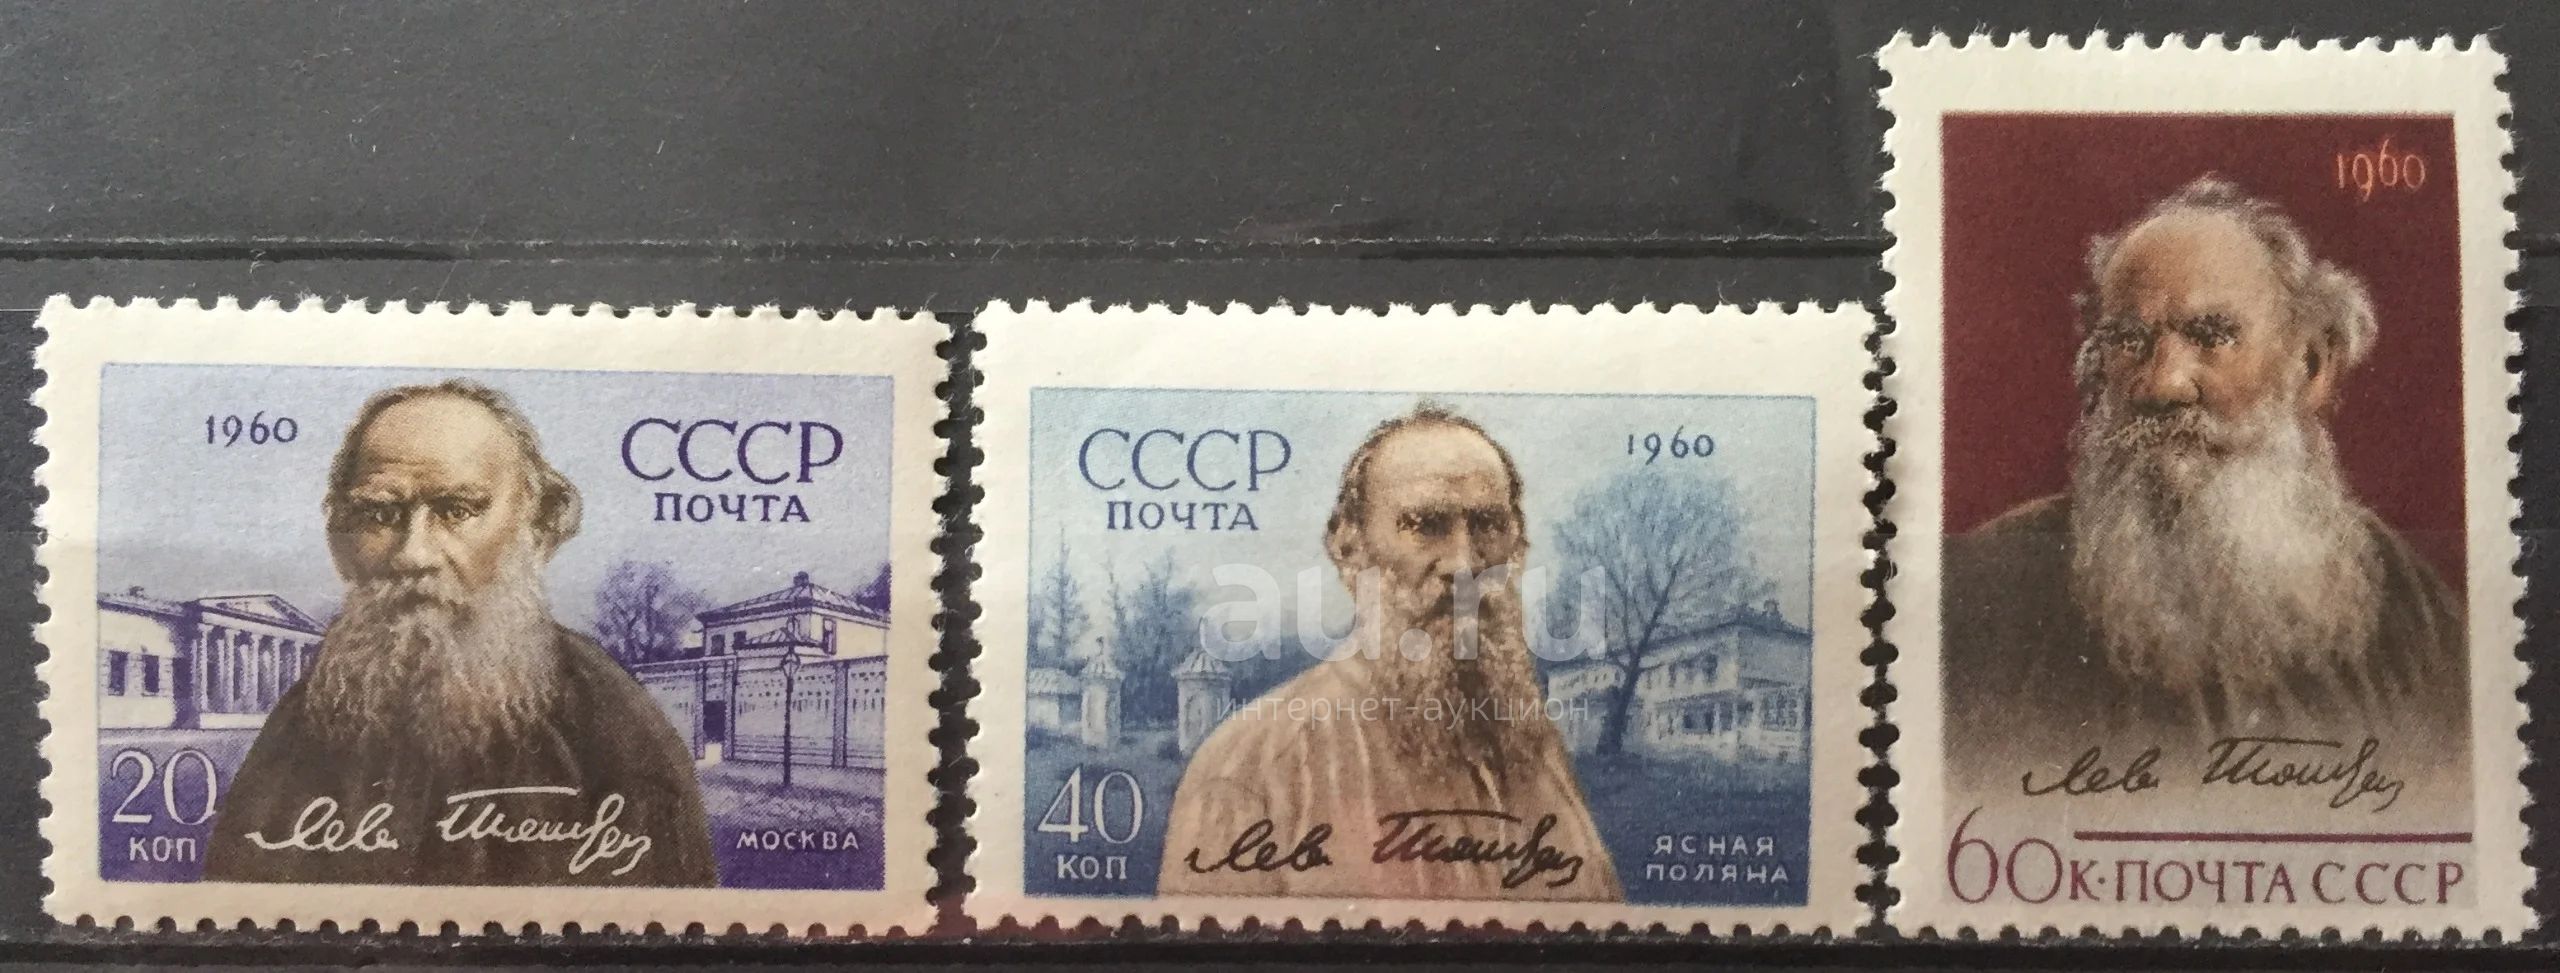 1960
СССР
ПОЧТА
20
КОП
Лев Толстой
МОСКВА
СССР
ПОЧТА
1960
40
КОП
Лев Толстой
ЯСНАЯ
ПОЛЯНА
1960
Лев Толстой
60К·ПОЧТА СССР
au.ru
интернет-аукцион